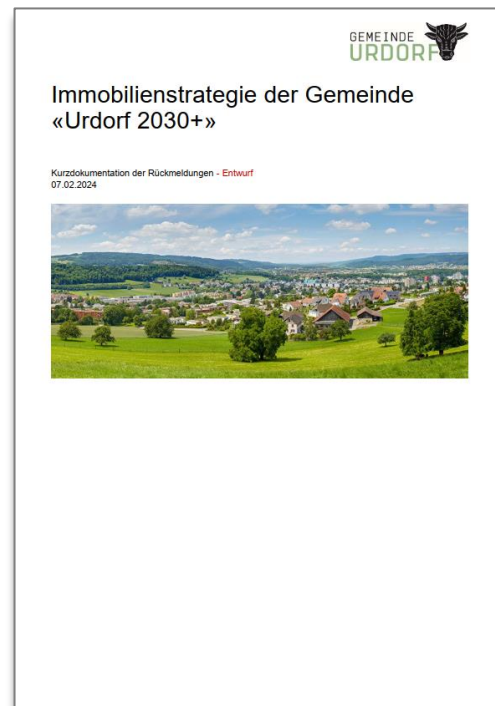 GEMEINDE
URDORF
Immobilienstrategie der Gemeinde
«Urdorf 2030+»
Kurzdokumentation der Rückmeldungen - Entwurf
07.02.2024